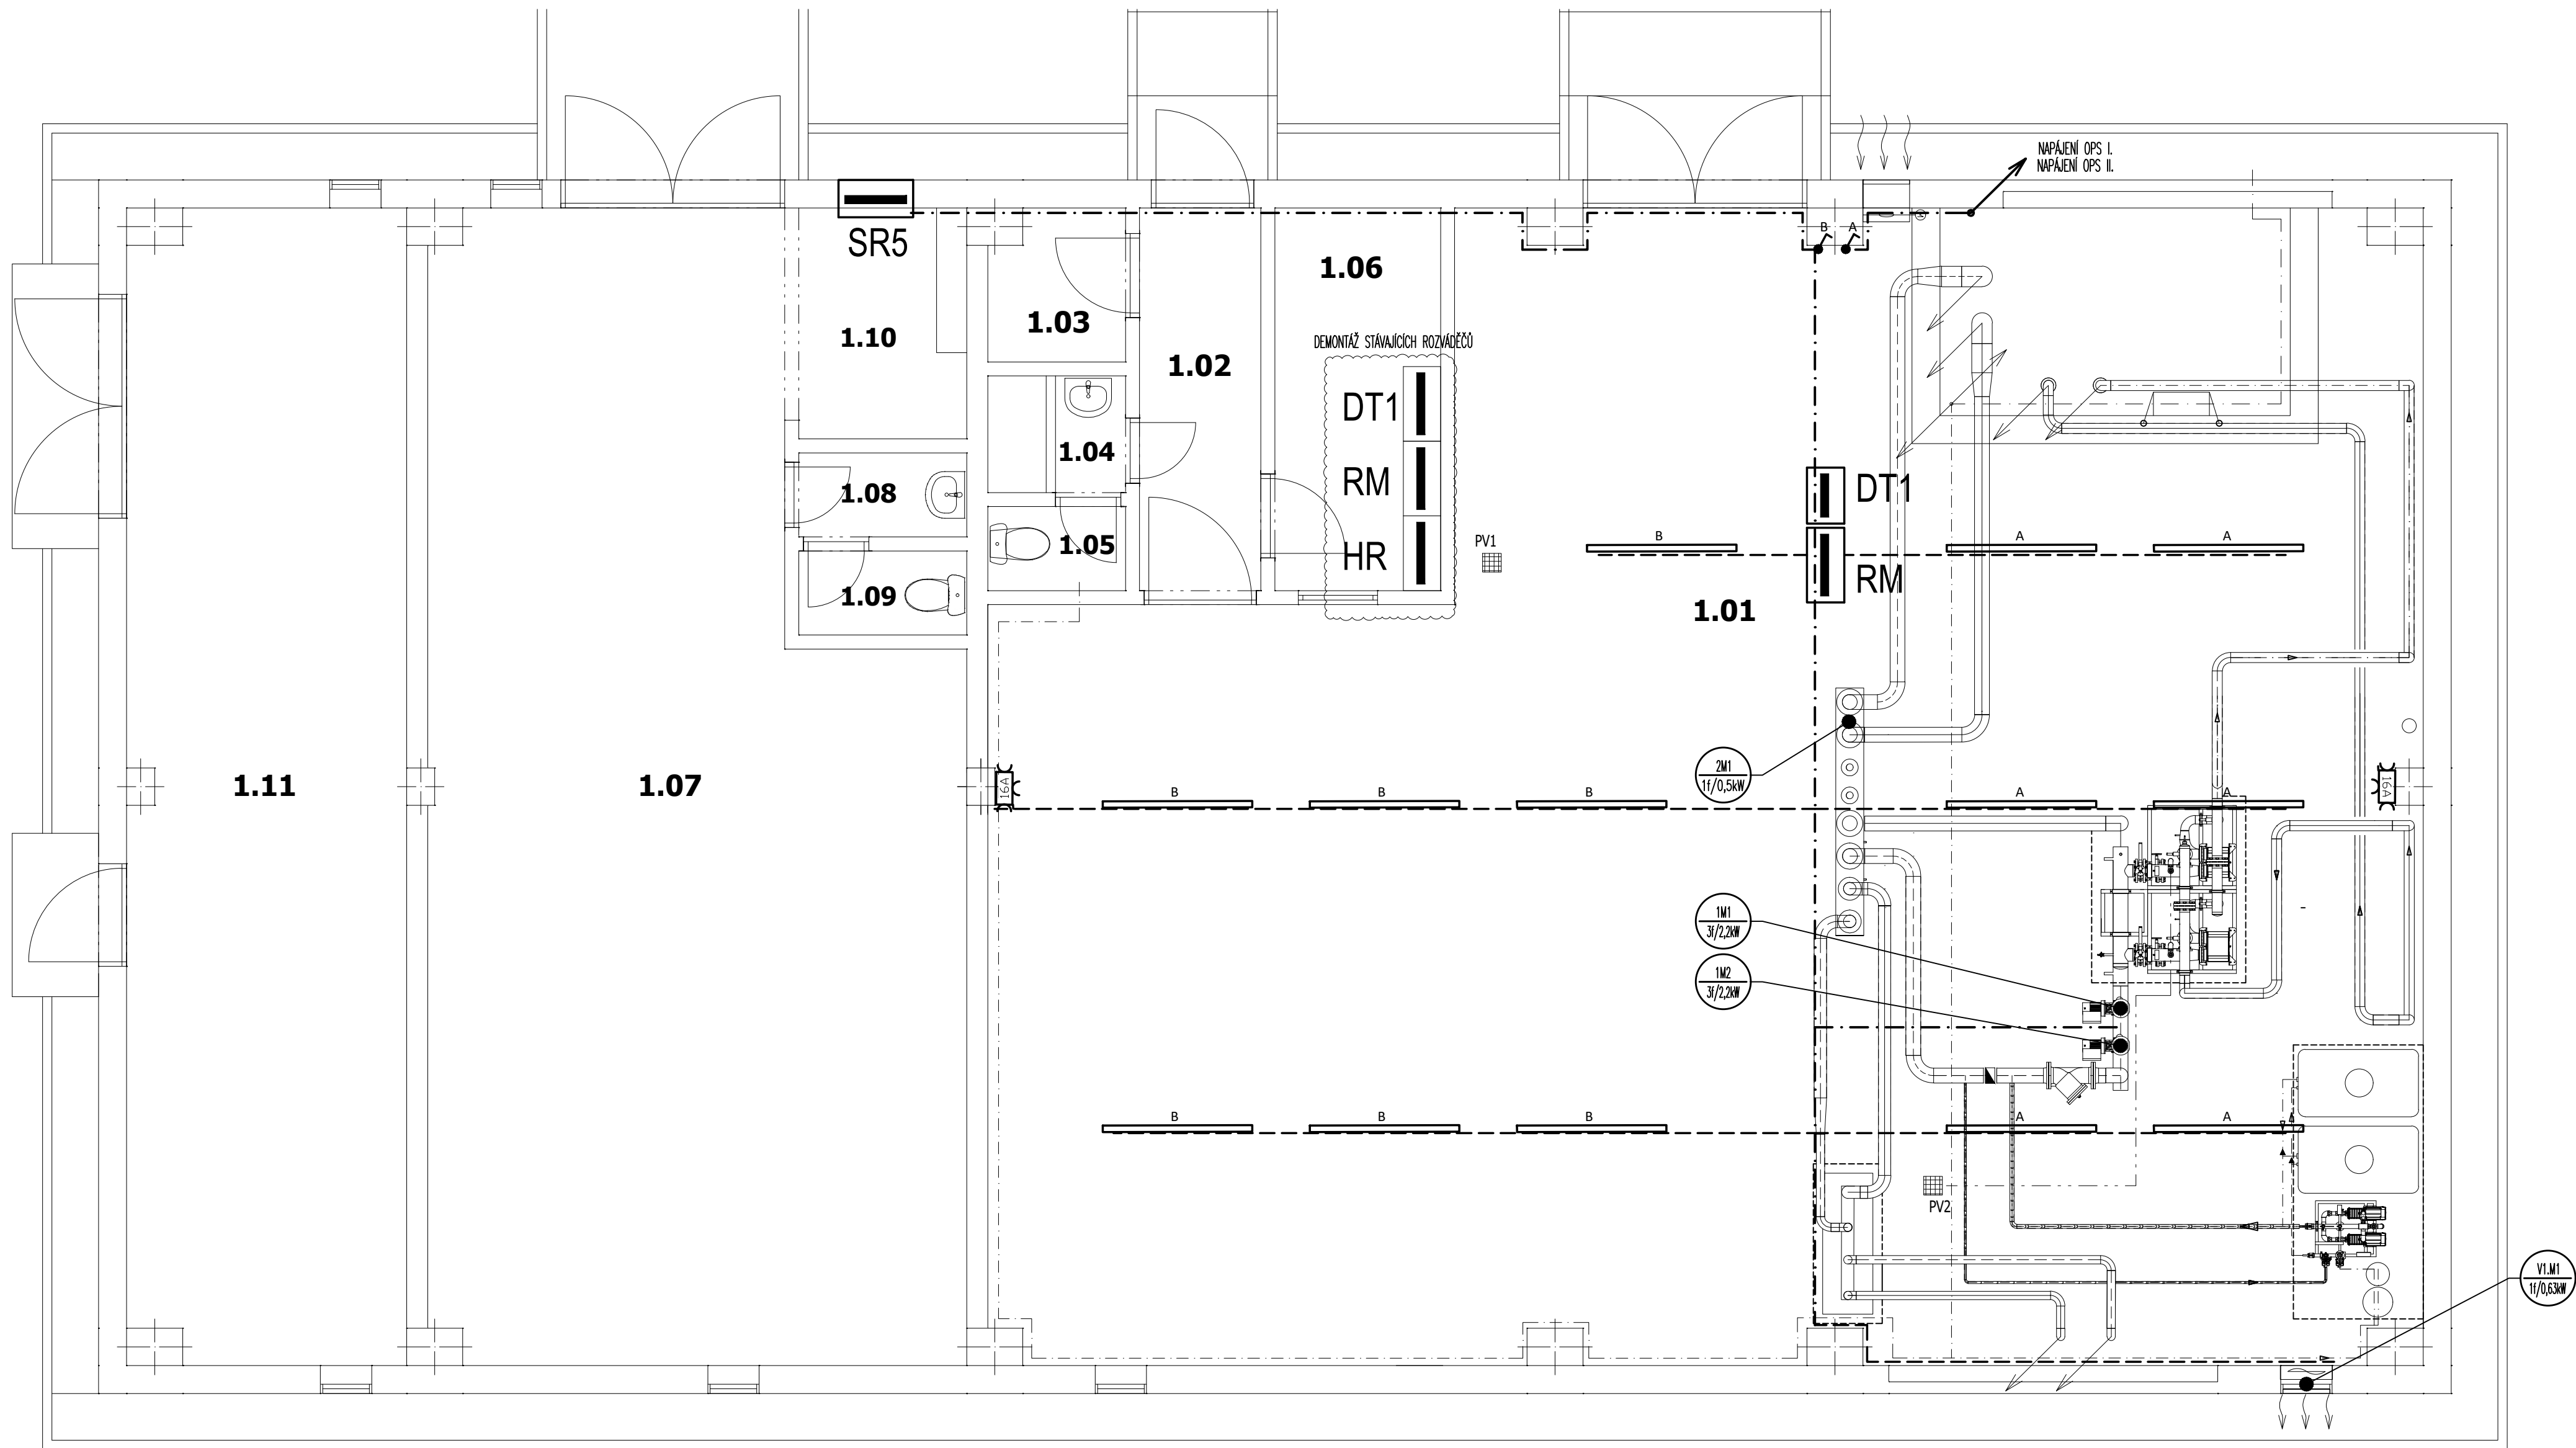 NAPÁJENÍ OPS I.
NAPÁJENÍ OPS II.
B
A
SR5
1.06
1.03
1.10
DEMONTÁŽ STÁVAJÍCÍCH ROZVÁDĚČŮ
1.02
DT1
1.04
RM
1.08
DT1
1.05
PV1
B
A
A
HR
RM
1.09
1.01
2M1
1f/0,5kW
1.11
1.07
16A
16A
B
B
B
A
A
1M1
3f/2,2kW
1M2
3f/2,2kW
B
B
B
A
A
PV2
V1.M1
1f/0,63kW